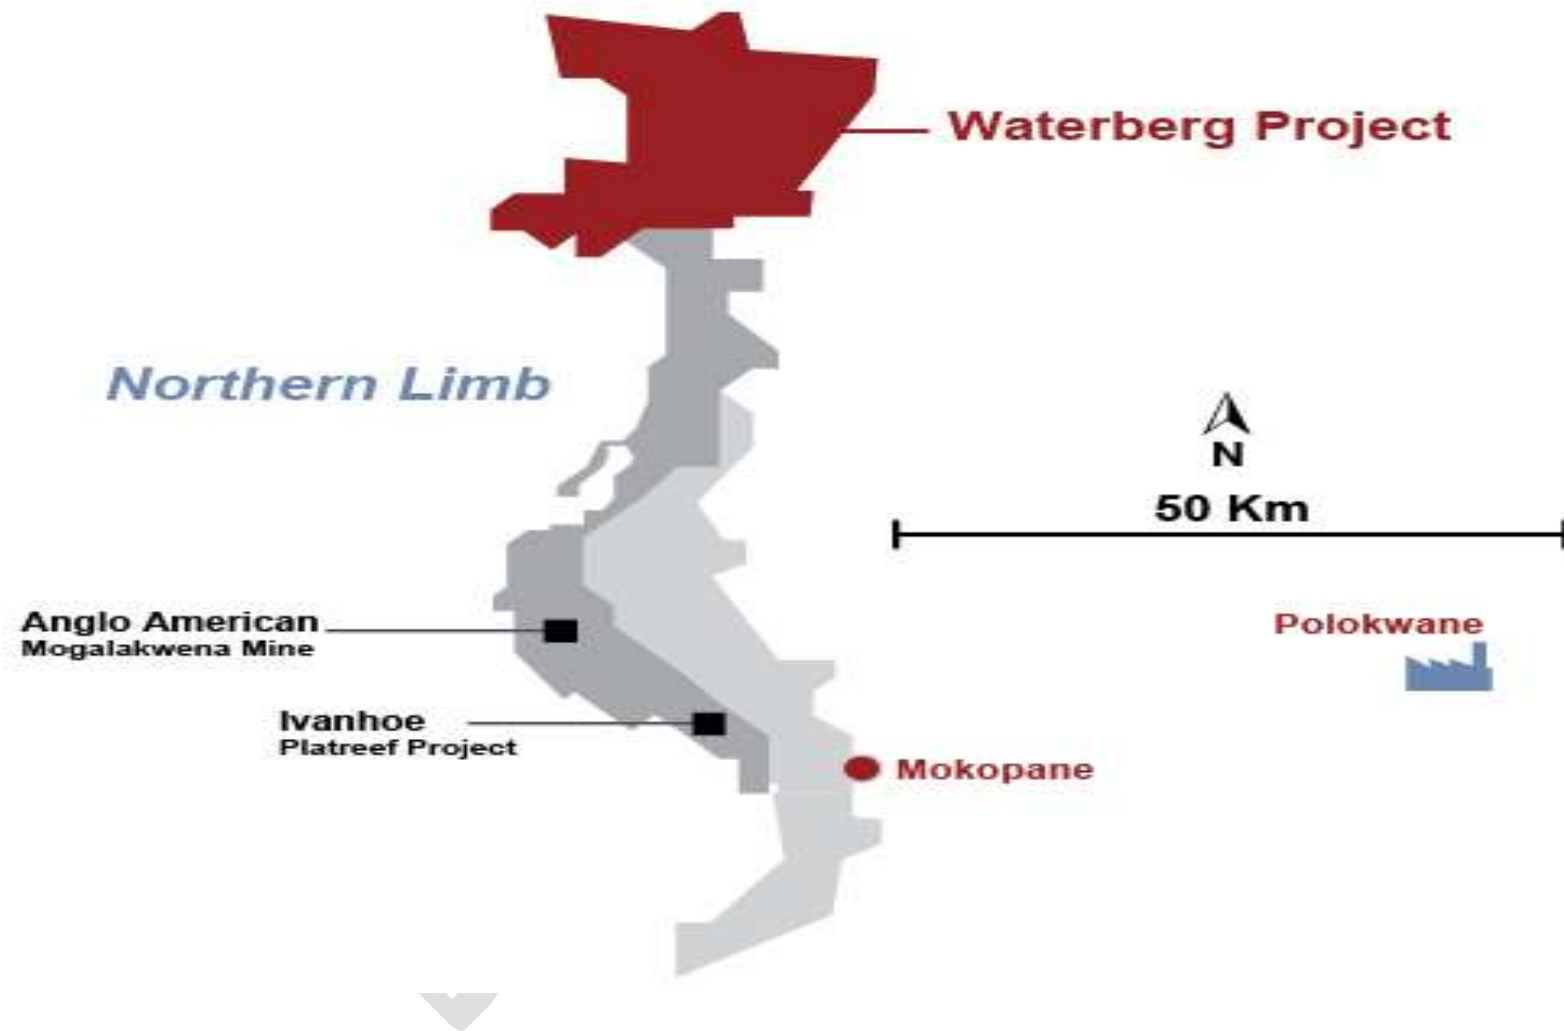 Waterberg Project
Northern Limb
N
50 Km
Anglo American
Mogalakwena Mine
Polokwane
Ivanhoe
Platreef Project
Mokopane